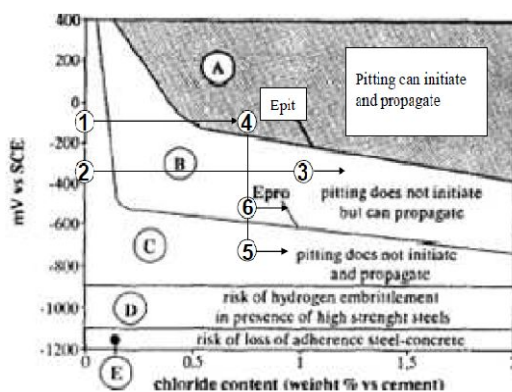 400
200
0
-200
-400
-600
-800
-1000
-1200
mV vs SCE
A
Pitting can initiate
and propagate
Epit
1
4
B
2
3
pitting does not initiate
but can propagate
Epro
6
C
5
pitting does not initiate
and propagate
D
risk of hydrogen embrittlement
in presence of high strenght steels
risk of loss of adherence steel-concrete
E
0
0.5
1
1.5
2
chloride content (weight % vs cement)